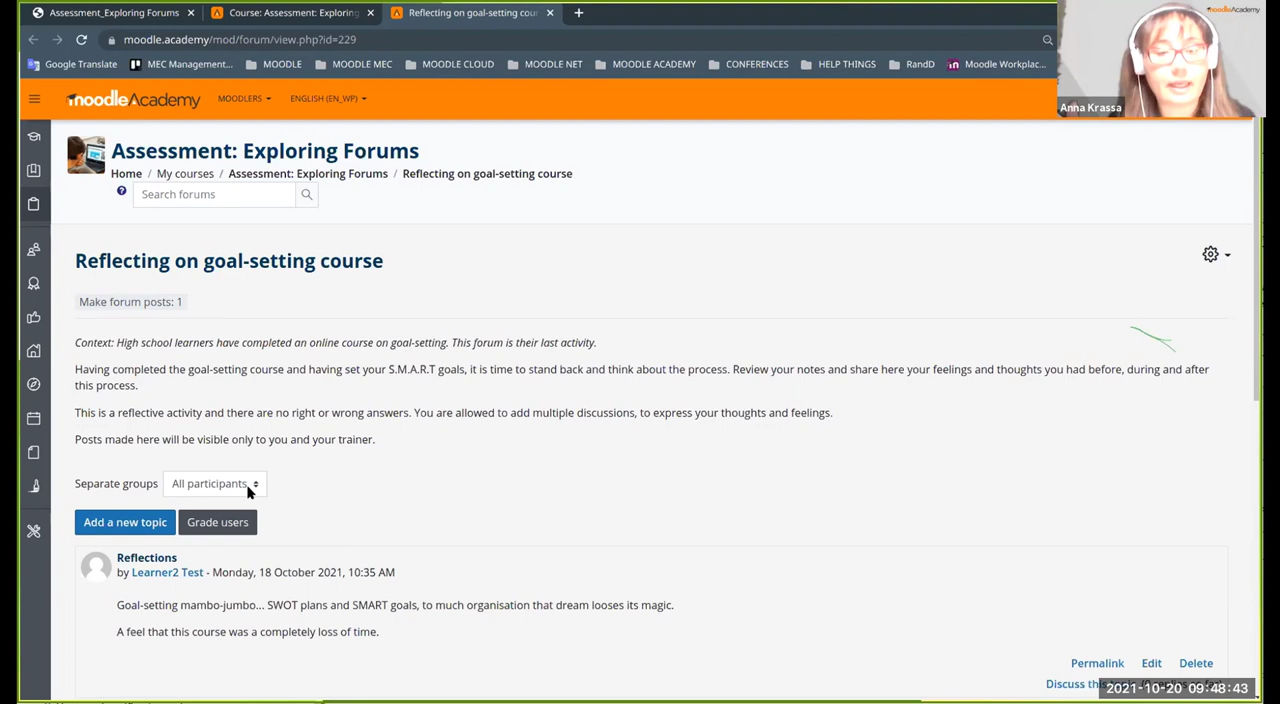 Assessment_Exploring Forums
Course: Assessment: Exploring
Reflecting on goal-setting cour
moodleAcademy
moodle.academy/mod/forum/view.php?id=229
Google Translate
MEC Management...
MOODLE
MOODLE MEC
MOODLE CLOUD
MOODLE NET
MOODLE ACADEMY
CONFERENCES
HELP THINGS
RandD
Moodle Workplac...
moodleAcademy
MOODLERS
ENGLISH (EN_WP)
Anna Krassa
Assessment: Exploring Forums
Home / My courses / Assessment: Exploring Forums / Reflecting on goal-setting course
Search forums
Reflecting on goal-setting course
Make forum posts: 1
Context: High school learners have completed an online course on goal-setting. This forum is their last activity.
Having completed the goal-setting course and having set your S.M.A.R.T goals, it is time to stand back and think about the process. Review your notes and share here your feelings and thoughts you had before, during and after
this process.
This is a reflective activity and there are no right or wrong answers. You are allowed to add multiple discussions, to express your thoughts and feelings.
Posts made here will be visible only to you and your trainer.
Separate groups
All participants
Add a new topic
Grade users
Reflections
by Learner2 Test - Monday, 18 October 2021, 10:35 AM
Goal-setting mambo-jumbo... SWOT plans and SMART goals, to much organisation that dream looses its magic.
A feel that this course was a completely loss of time.
Permalink
Edit
Delete
Discuss this
2021-10-20 09:48:43